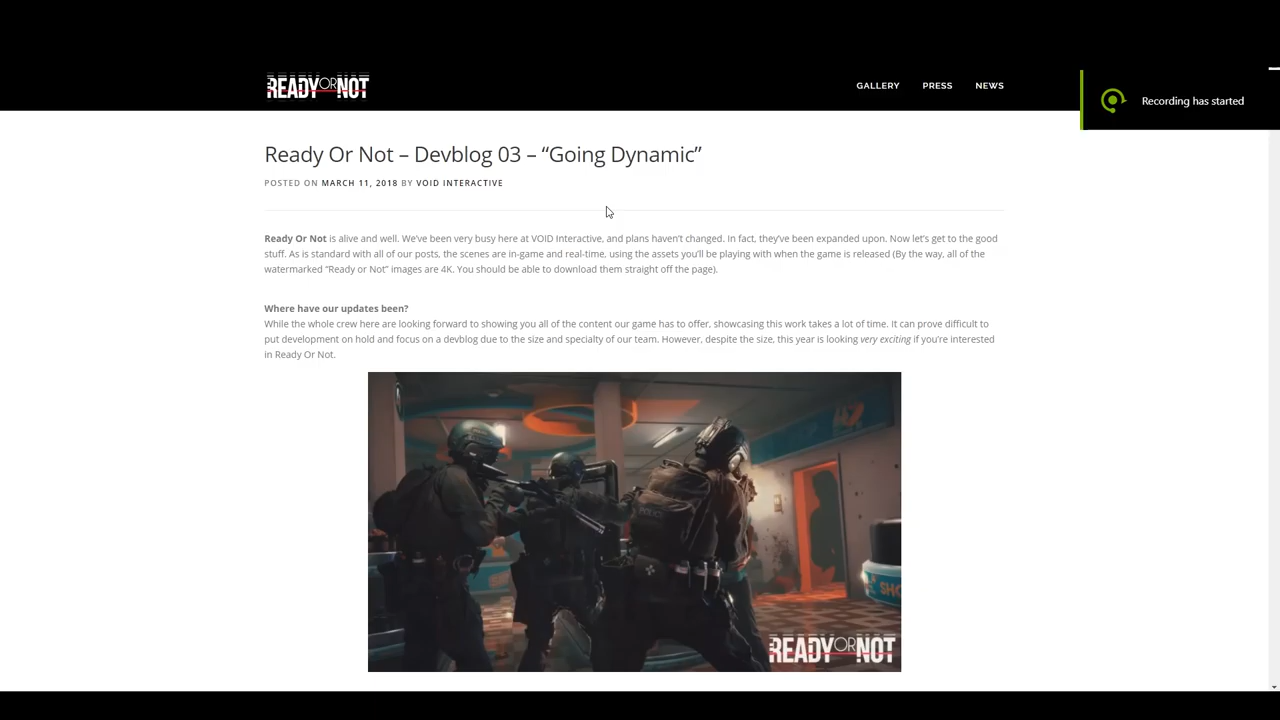 READY OR NOT
GALLERY PRESS NEWS
Recording has started
Ready Or Not – Devblog 03 – “Going Dynamic”
POSTED ON MARCH 11, 2018 BY VOID INTERACTIVE
Ready Or Not is alive and well. We’ve been very busy here at VOID Interactive, and plans haven’t changed. In fact, they’ve been expanded upon. Now let’s get to the good
stuff. As is standard with all of our posts, the scenes are in-game and real-time, using the assets you’ll be playing with when the game is released (By the way, all of the
watermarked “Ready or Not” images are 4K. You should be able to download them straight off the page).
Where have our updates been?
While the whole crew here are looking forward to showing you all of the content our game has to offer, showcasing this work takes a lot of time. It can prove difficult to
put development on hold and focus on a devblog due to the size and specialty of our team. However, despite the size, this year is looking very exciting if you’re interested
in Ready Or Not.
POLICE
READY OR NOT